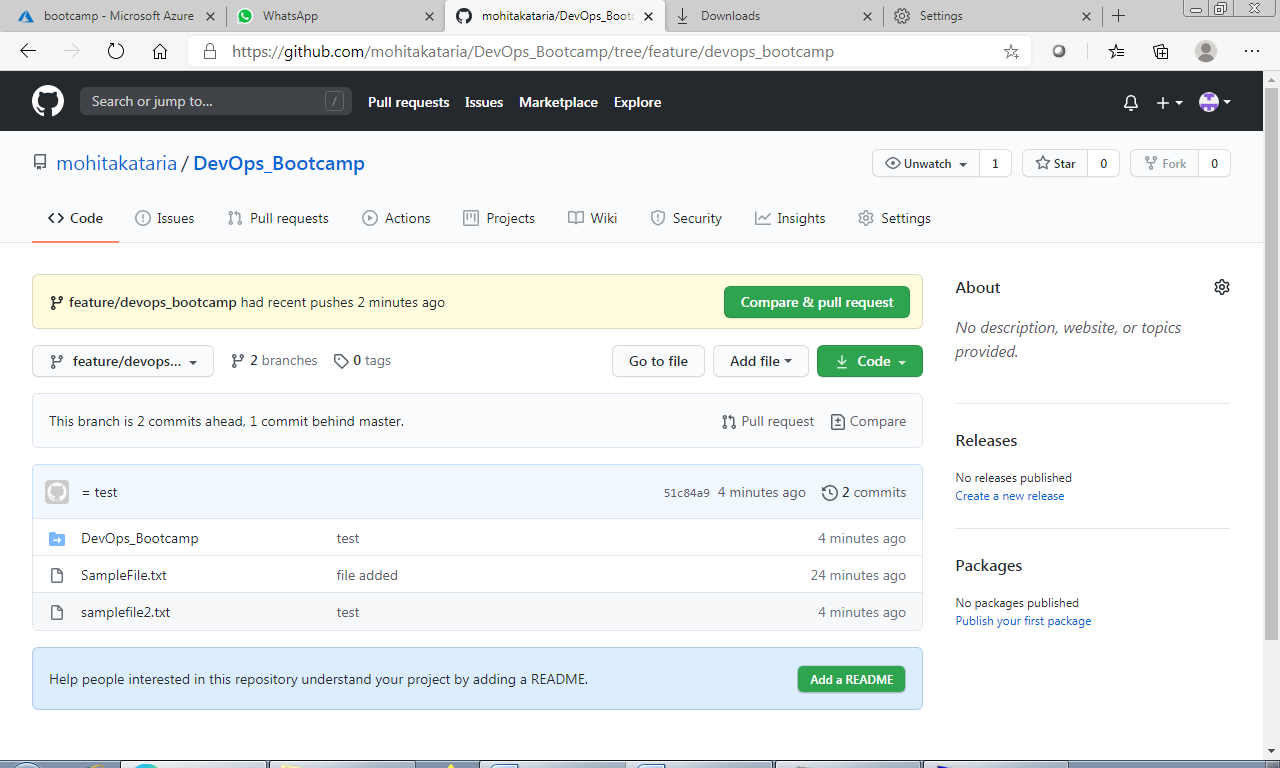 bootcamp - Microsoft Azure
WhatsApp
mohitakataria/DevOps_Bootc
Downloads
Settings
https://github.com/mohitakataria/DevOps_Bootcamp/tree/feature/devops_bootcamp
Search or jump to... /
Pull requests Issues Marketplace Explore
mohitakataria / DevOps_Bootcamp
Unwatch 1 Star 0 Fork 0
Code Issues Pull requests Actions Projects Wiki Security Insights Settings
feature/devops_bootcamp had recent pushes 2 minutes ago
Compare & pull request
About
No description, website, or topics
provided.
feature/devops... 2 branches 0 tags Go to file Add file Code
This branch is 2 commits ahead, 1 commit behind master. Pull request Compare
Releases
No releases published
Create a new release
= test 51c84a9 4 minutes ago 2 commits
DevOps_Bootcamp test 4 minutes ago
SampleFile.txt file added 24 minutes ago
samplefile2.txt test 4 minutes ago
Packages
No packages published
Publish your first package
Help people interested in this repository understand your project by adding a README. Add a README